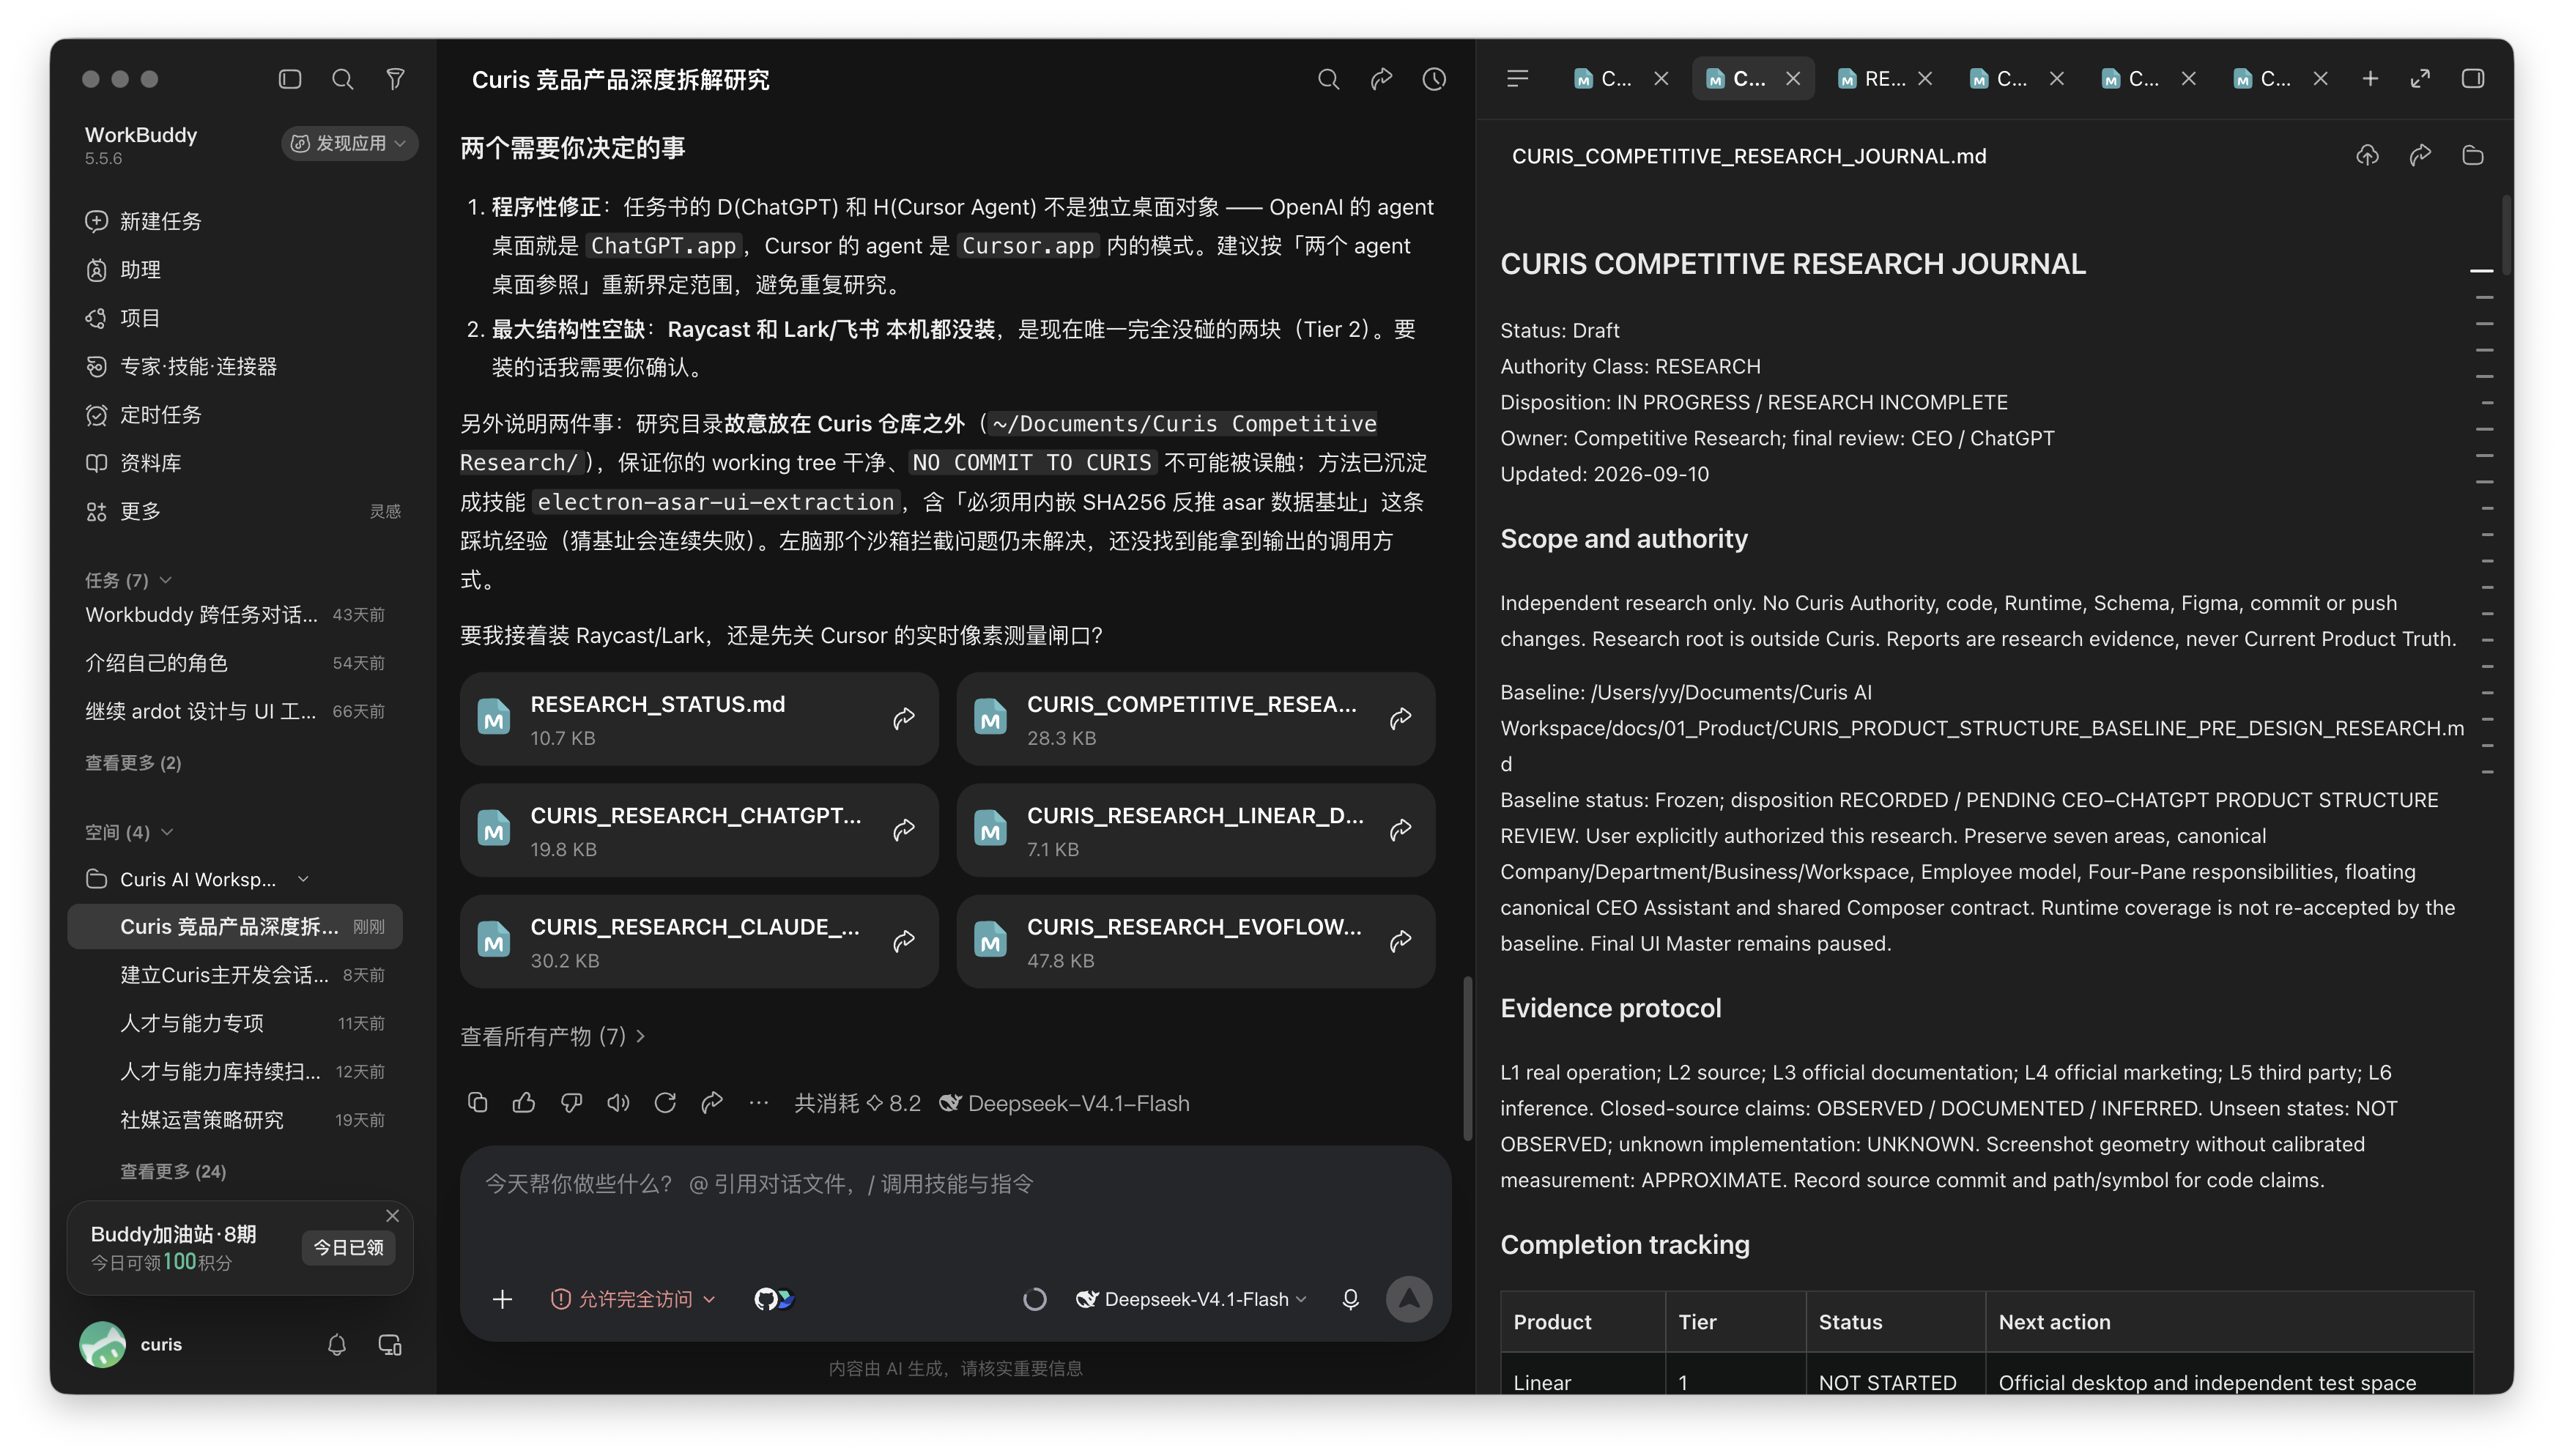 WorkBuddy
5.5.6
发现应用
新建任务
助理
项目
专家·技能·连接器
定时任务
资料库
更多
灵感
任务 (7)
Workbuddy 跨任务对话... 43天前
介绍自己的角色 54天前
继续 ardot 设计与 UI 工... 66天前
查看更多 (2)
空间 (4)
Curis AI Worksp...
Curis 竞品产品深度拆... 刚刚
建立Curis主开发会话... 8天前
人才与能力专项 11天前
人才与能力库持续扫... 12天前
社媒运营策略研究 19天前
查看更多 (24)
Buddy加油站·8期
今日可领100积分
今日已领
curis
Curis 竞品产品深度拆解研究
两个需要你决定的事
1. 程序性修正：任务书的 D(ChatGPT) 和 H(Cursor Agent) 不是独立桌面对象 —— OpenAI 的 agent
桌面就是 ChatGPT.app，Cursor 的 agent 是 Cursor.app 内的模式。建议按「两个 agent
桌面参照」重新界定范围，避免重复研究。
2. 最大结构性空缺：Raycast 和 Lark/飞书 本机都没装，是现在唯一完全没碰的两块（Tier 2）。要
装的话我需要你确认。
另外说明两件事：研究目录故意放在 Curis 仓库之外（~/Documents/Curis Competitive
Research/），保证你的 working tree 干净、NO COMMIT TO CURIS 不可能被误触；方法已沉淀
成技能 electron-asar-ui-extraction，含「必须用内嵌 SHA256 反推 asar 数据基址」这条
踩坑经验（猜基址会连续失败）。左脑那个沙箱拦截问题仍未解决，还没找到能拿到输出的调用方
式。
要我接着装 Raycast/Lark，还是先关 Cursor 的实时像素测量闸口？
RESEARCH_STATUS.md
10.7 KB
CURIS_COMPETITIVE_RESEA...
28.3 KB
CURIS_RESEARCH_CHATGPT...
19.8 KB
CURIS_RESEARCH_LINEAR_D...
7.1 KB
CURIS_RESEARCH_CLAUDE_...
30.2 KB
CURIS_RESEARCH_EVOFLOW...
47.8 KB
查看所有产物 (7)
共消耗 8.2 Deepseek-V4.1-Flash
今天帮你做些什么？ @ 引用对话文件，/ 调用技能与指令
允许完全访问
Deepseek-V4.1-Flash
内容由 AI 生成，请核实重要信息
C... C... RE... C... C... C...
CURIS_COMPETITIVE_RESEARCH_JOURNAL.md
CURIS COMPETITIVE RESEARCH JOURNAL
Status: Draft
Authority Class: RESEARCH
Disposition: IN PROGRESS / RESEARCH INCOMPLETE
Owner: Competitive Research; final review: CEO / ChatGPT
Updated: 2026-09-10
Scope and authority
Independent research only. No Curis Authority, code, Runtime, Schema, Figma, commit or push
changes. Research root is outside Curis. Reports are research evidence, never Current Product Truth.
Baseline: /Users/yy/Documents/Curis AI
Workspace/docs/01_Product/CURIS_PRODUCT_STRUCTURE_BASELINE_PRE_DESIGN_RESEARCH.m
d
Baseline status: Frozen; disposition RECORDED / PENDING CEO–CHATGPT PRODUCT STRUCTURE
REVIEW. User explicitly authorized this research. Preserve seven areas, canonical
Company/Department/Business/Workspace, Employee model, Four-Pane responsibilities, floating
canonical CEO Assistant and shared Composer contract. Runtime coverage is not re-accepted by the
baseline. Final UI Master remains paused.
Evidence protocol
L1 real operation; L2 source; L3 official documentation; L4 official marketing; L5 third party; L6
inference. Closed-source claims: OBSERVED / DOCUMENTED / INFERRED. Unseen states: NOT
OBSERVED; unknown implementation: UNKNOWN. Screenshot geometry without calibrated
measurement: APPROXIMATE. Record source commit and path/symbol for code claims.
Completion tracking
Product Tier Status Next action
Linear 1 NOT STARTED Official desktop and independent test space